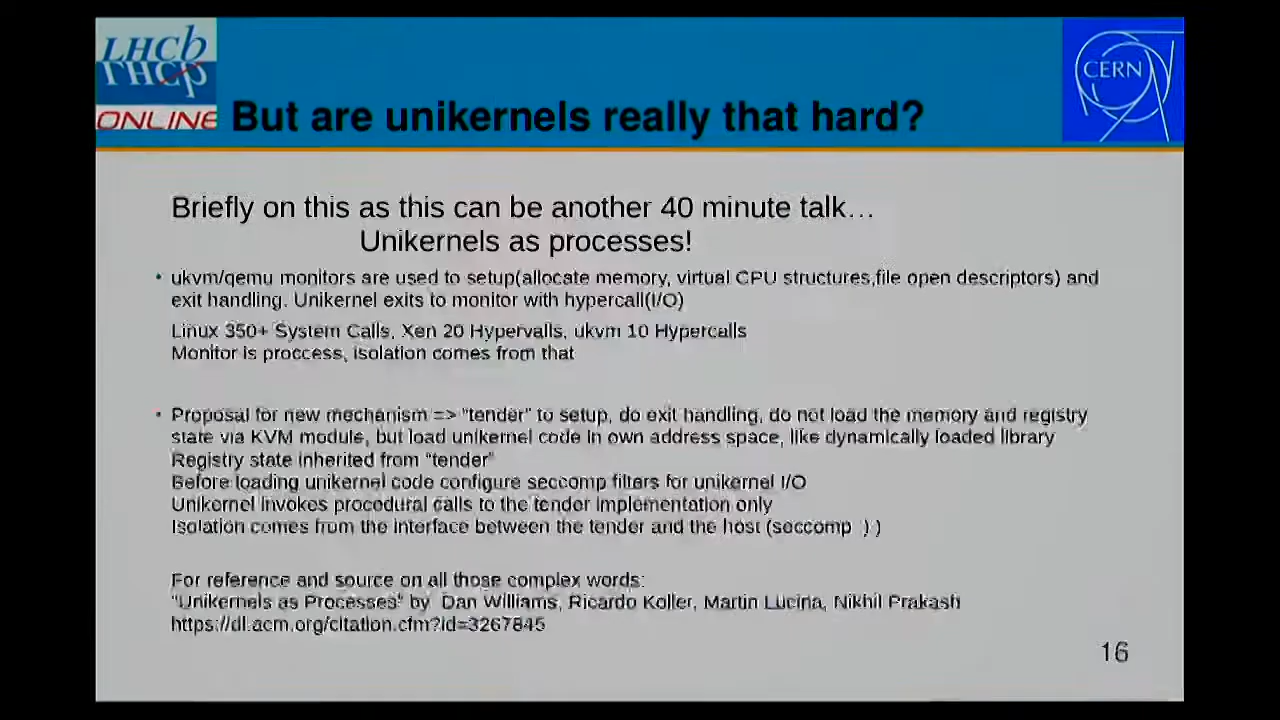 LHCb
ONLINE
CERN
But are unikernels really that hard?
Briefly on this as this can be another 40 minute talk…
Unikernels as processes!
• ukvm/qemu monitors are used to setup(allocate memory, virtual CPU structures,file open descriptors) and
exit handling. Unikernel exits to monitor with hypercall(I/O)
Linux 350+ System Calls, Xen 20 Hypervalls, ukvm 10 Hypercalls
Monitor is proccess, isolation comes from that
• Proposal for new mechanism => "tender" to setup, do exit handling, do not load the memory and registry
state via KVM module, but load unikernel code in own address space, like dynamically loaded library
Registry state inherited from "tender"
Before loading unikernel code configure seccomp filters for unikernel I/O
Unikernel invokes procedural calls to the tender implementation only
Isolation comes from the interface between the tender and the host (seccomp  ) )
For reference and source on all those complex words:
"Unikernels as Processes" by  Dan Williams, Ricardo Koller, Martin Lucina, Nikhil Prakash
https://dl.acm.org/citation.cfm?id=3267845
16